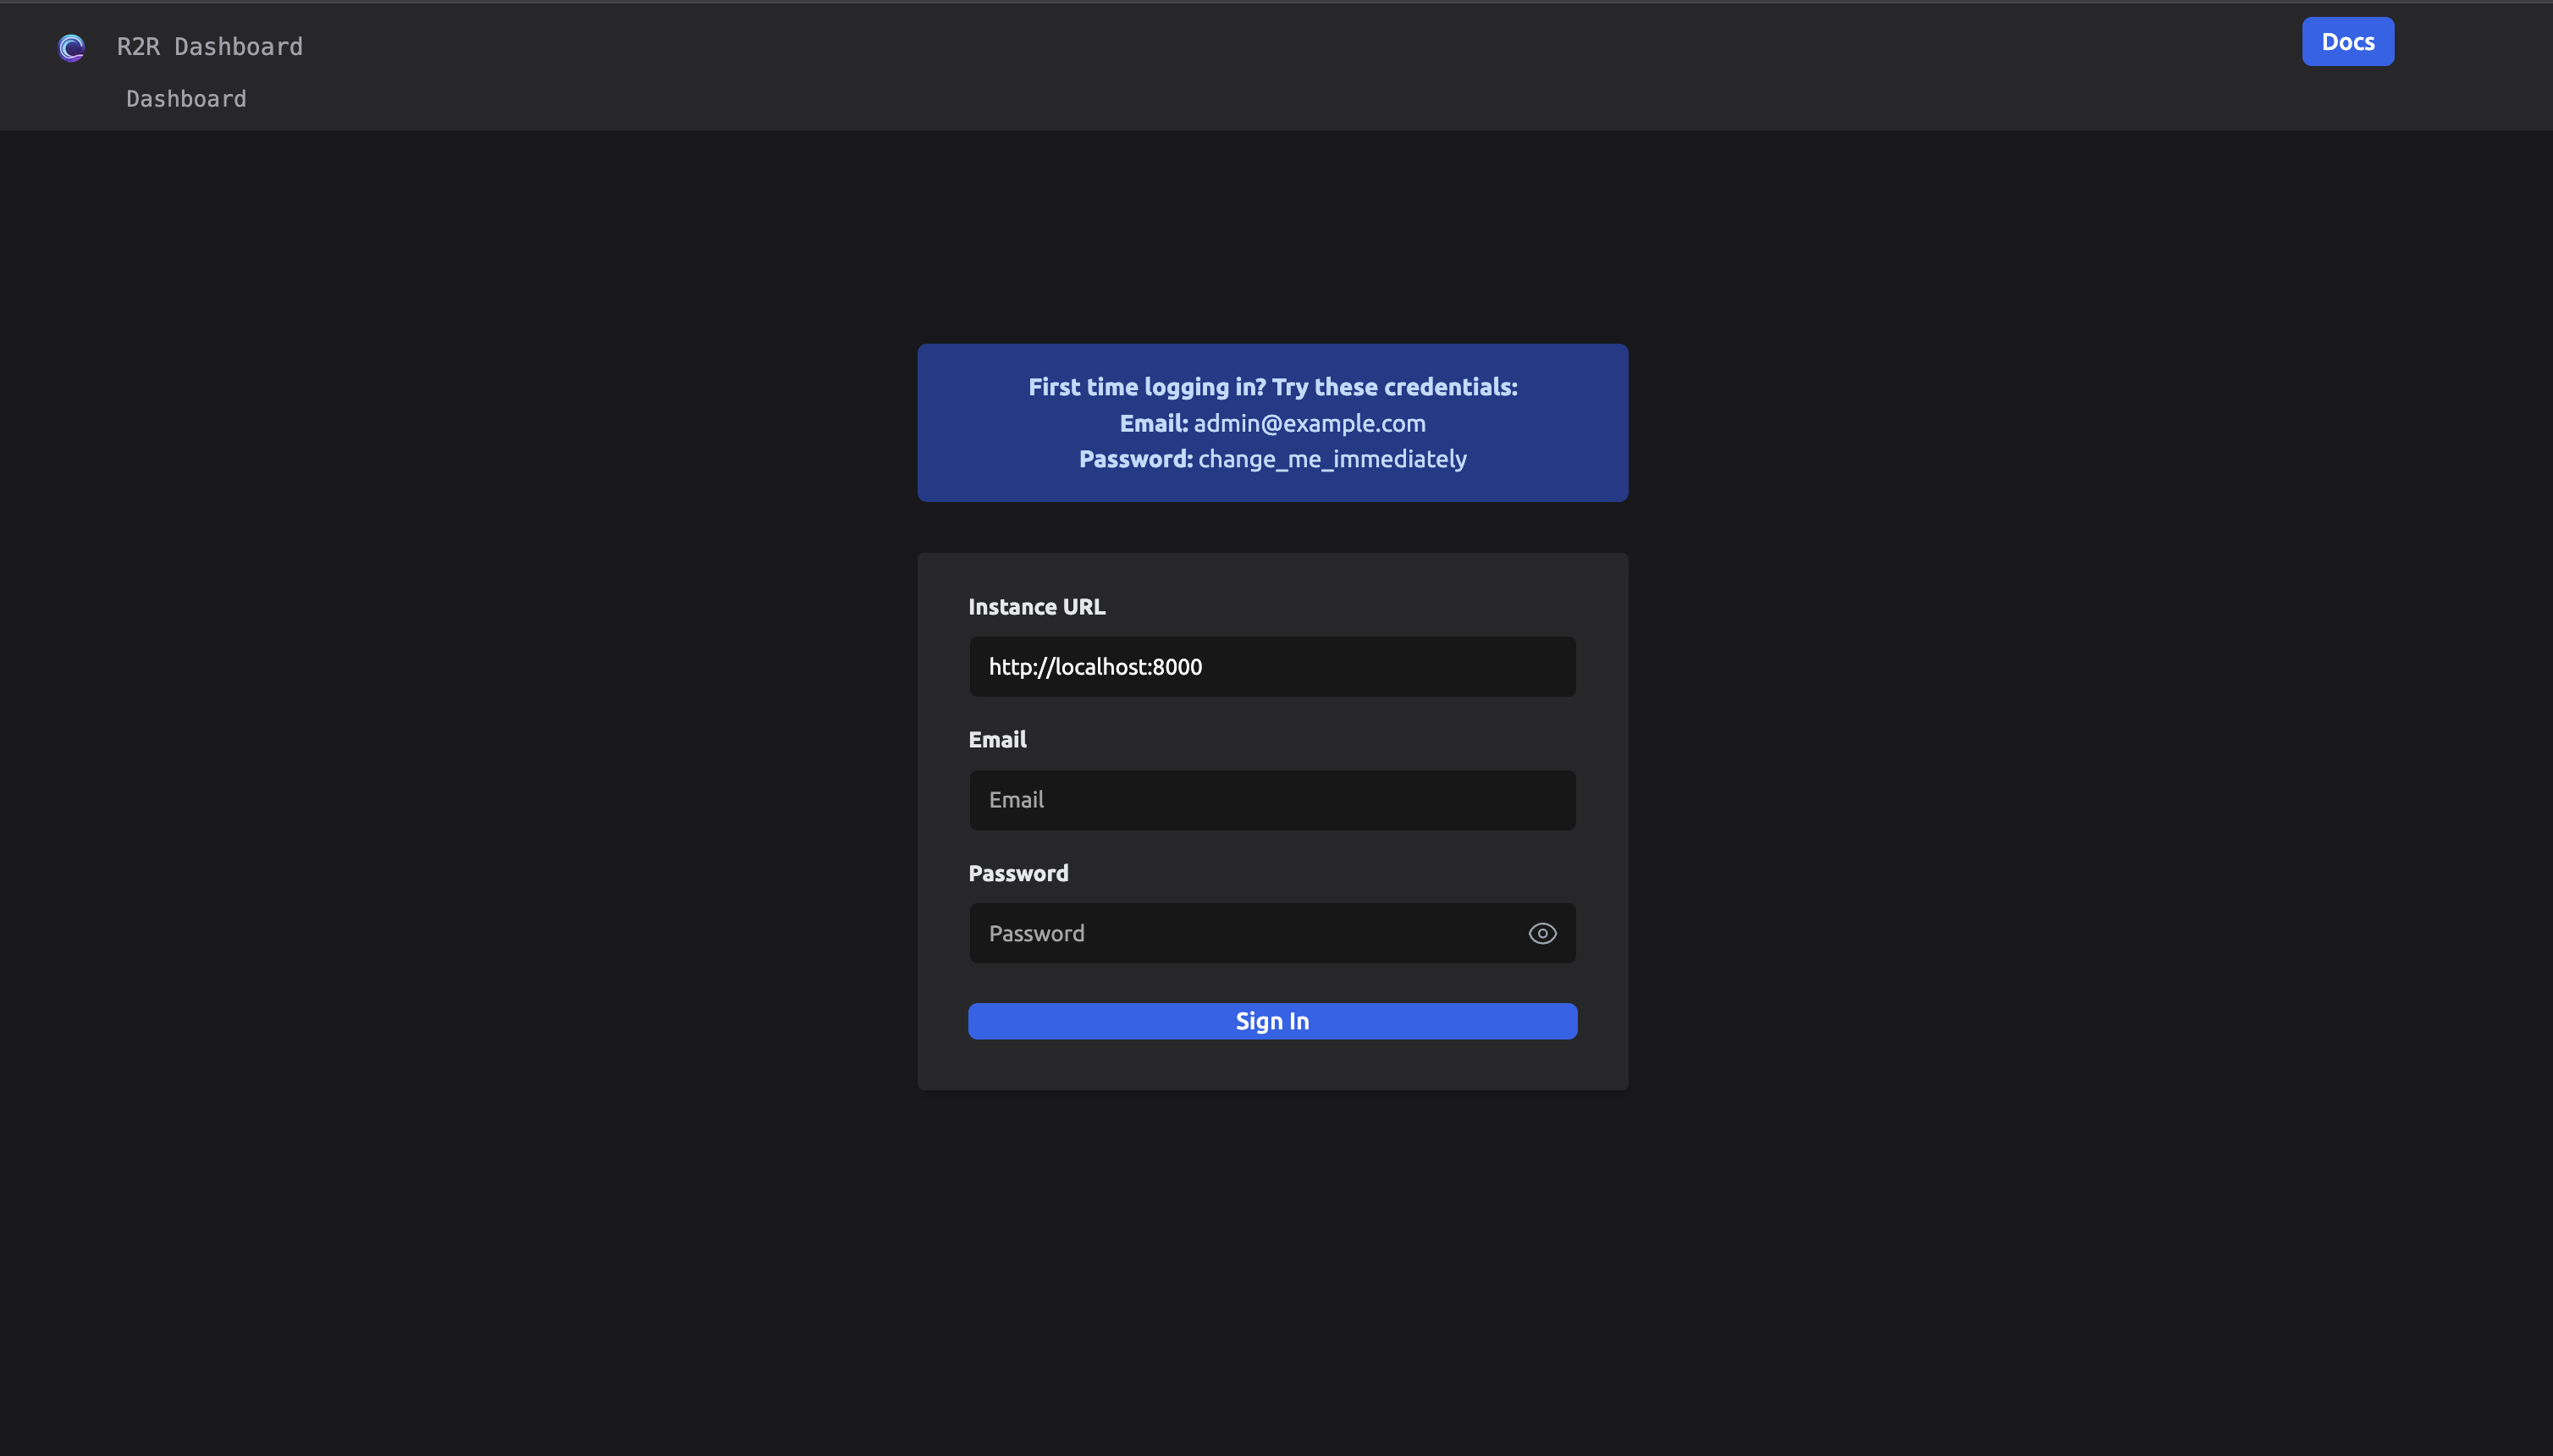 R2R Dashboard
Docs
Dashboard
First time logging in? Try these credentials:
Email: admin@example.com
Password: change_me_immediately
Instance URL
http://localhost:8000
Email
Email
Password
Password
Sign In